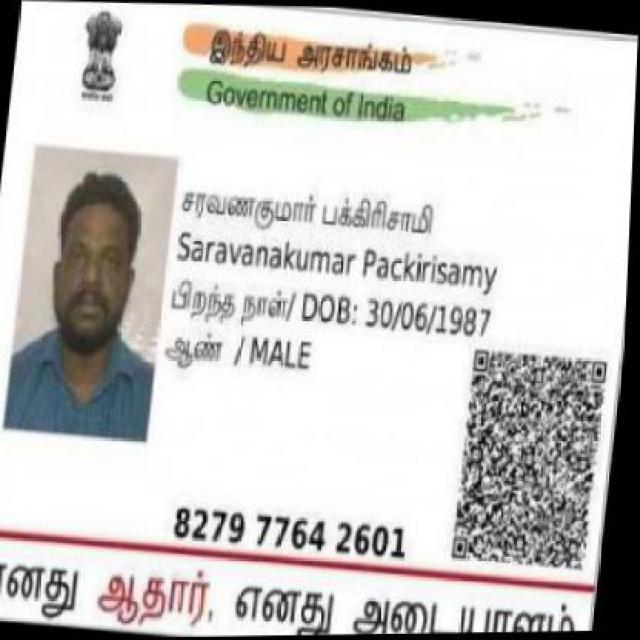 இந்திய அரசாங்கம்
Government of India
சரவணகுமார் பக்கிரிசாமி
Saravanakumar Packirisamy
பிறந்த நாள்/ DOB: 30/06/1987
ஆண் / MALE
8279 7764 2601
எனது ஆதார், எனது அடையாளம்